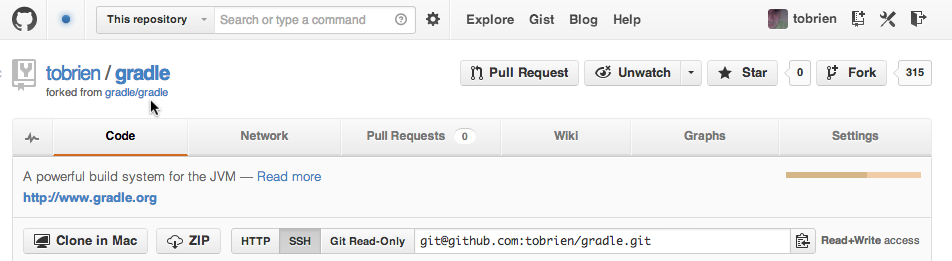 This repository Search or type a command Explore Gist Blog Help tobrien
tobrien / gradle Pull Request Unwatch Star 0 Fork 315
forked from gradle/gradle
Code Network Pull Requests 0 Wiki Graphs Settings
A powerful build system for the JVM — Read more
http://www.gradle.org
Clone in Mac ZIP HTTP SSH Git Read-Only git@github.com:tobrien/gradle.git Read+Write access